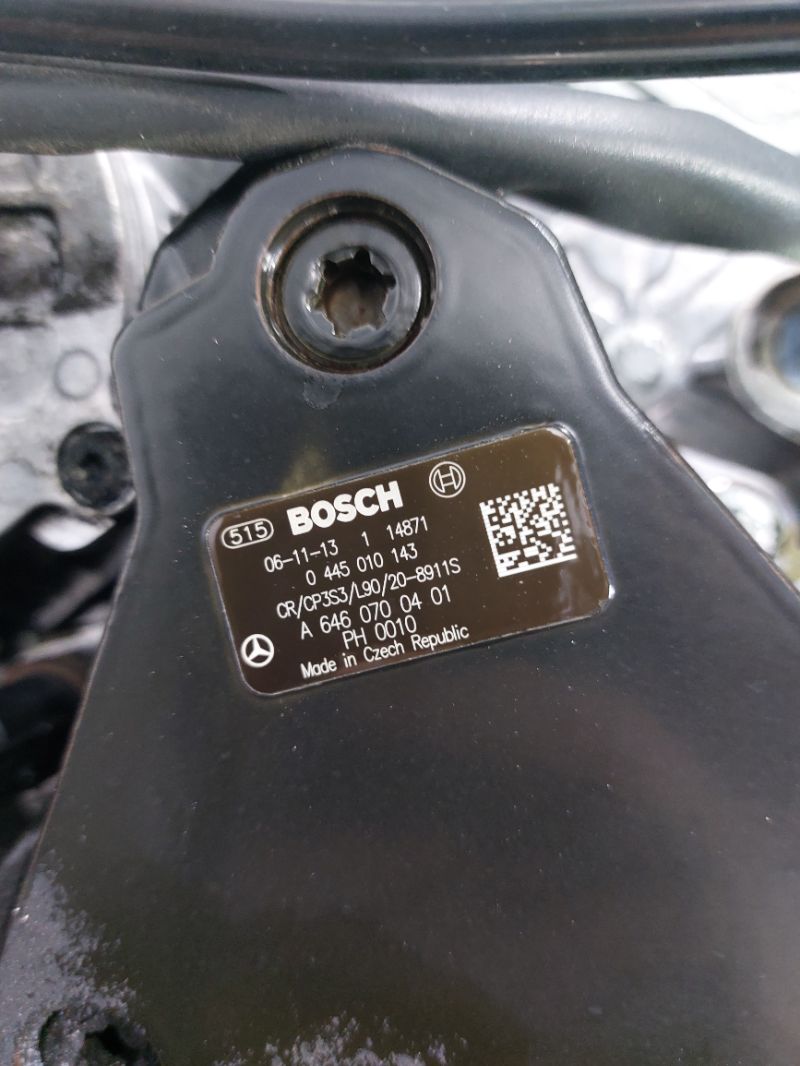 515 BOSCH
06-11-13 1 14871
0 445 010 143
CR/CP3S3/L90/20-8911S
A 646 070 04 01
PH 0010
Made in Czech Republic